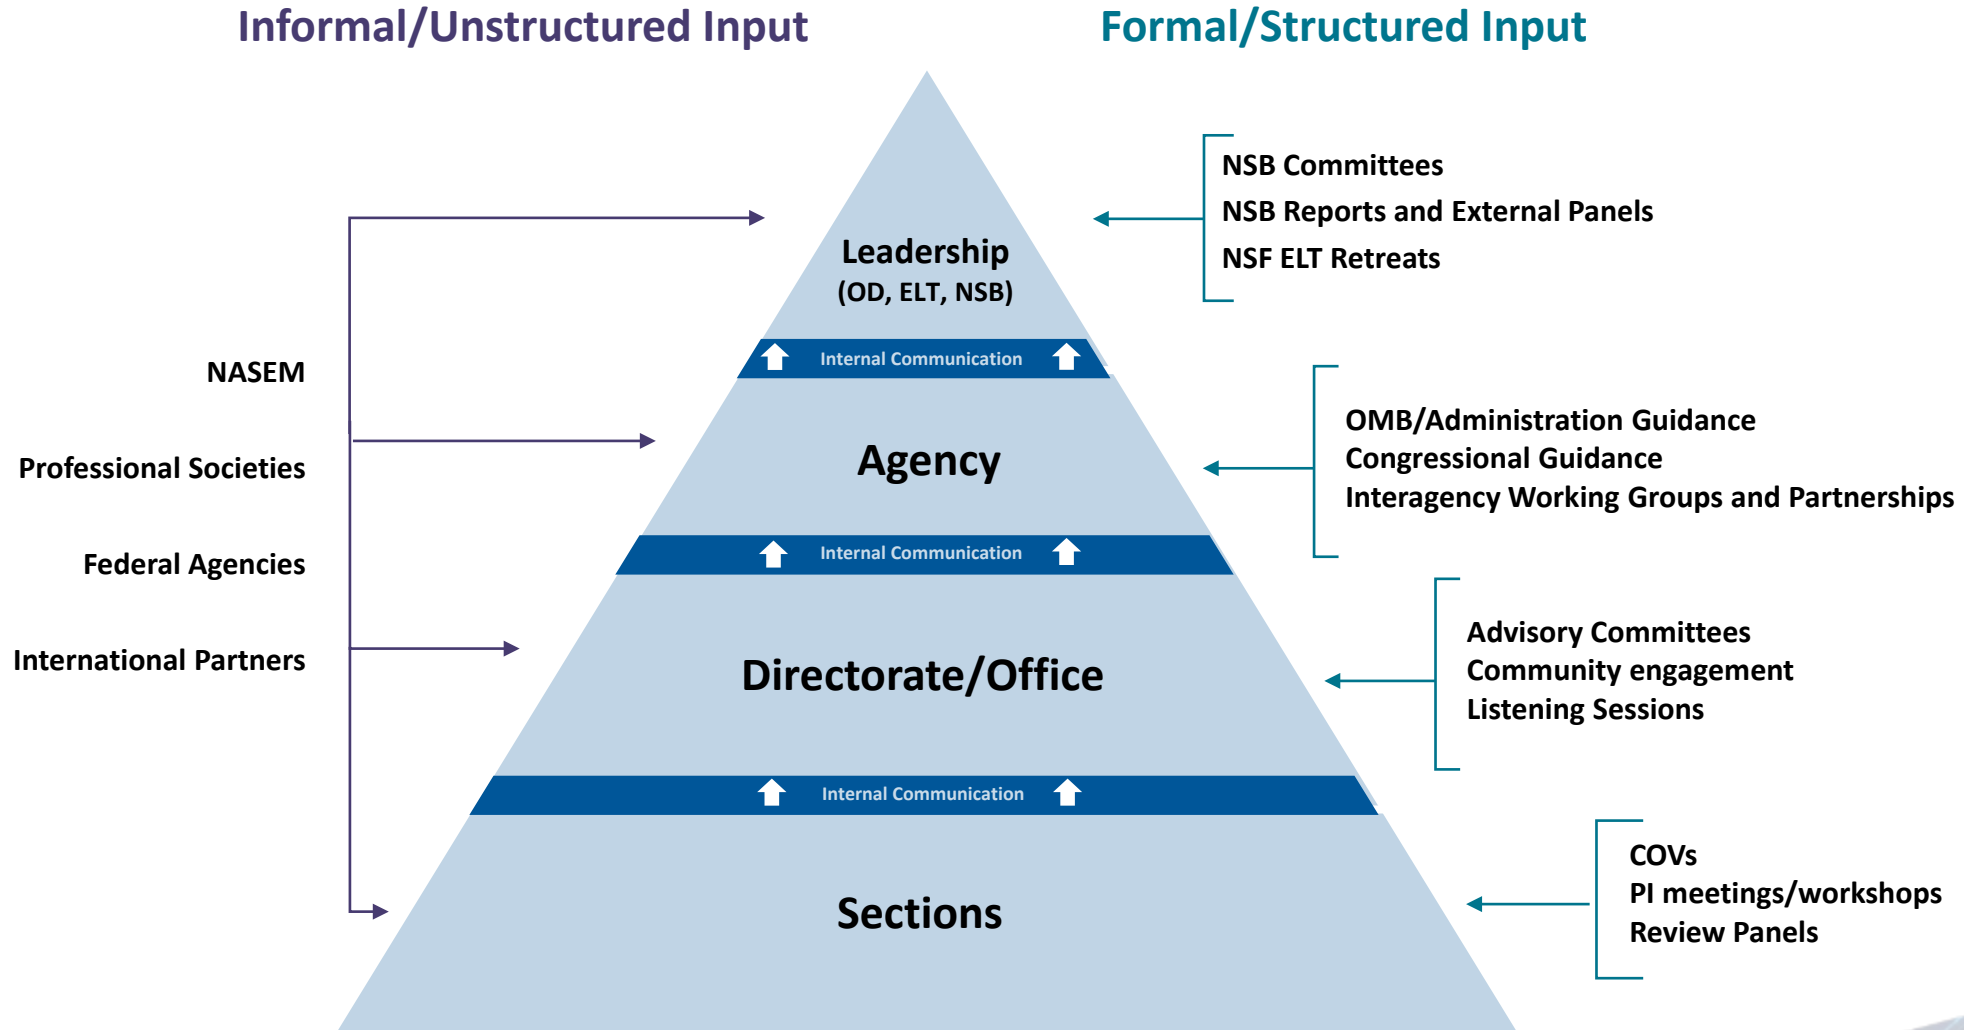 Informal/Unstructured Input
Formal/Structured Input
NASEM
Professional Societies
Federal Agencies
International Partners
Leadership
(OD, ELT, NSB)
Internal Communication
Agency
Internal Communication
Directorate/Office
Internal Communication
Sections
NSB Committees
NSB Reports and External Panels
NSF ELT Retreats
OMB/Administration Guidance
Congressional Guidance
Interagency Working Groups and Partnerships
Advisory Committees
Community engagement
Listening Sessions
COVs
PI meetings/workshops
Review Panels